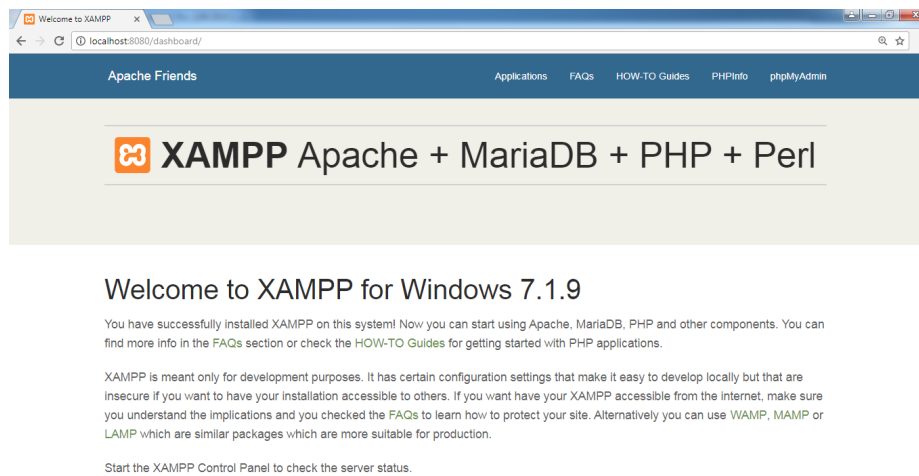 Welcome to XAMPP
localhost:8080/dashboard/
Apache Friends Applications FAQs HOW-TO Guides PHPInfo phpMyAdmin
XAMPP Apache + MariaDB + PHP + Perl
Welcome to XAMPP for Windows 7.1.9
You have successfully installed XAMPP on this system! Now you can start using Apache, MariaDB, PHP and other components. You can
find more info in the FAQs section or check the HOW-TO Guides for getting started with PHP applications.
XAMPP is meant only for development purposes. It has certain configuration settings that make it easy to develop locally but that are
insecure if you want to have your installation accessible to others. If you want have your XAMPP accessible from the internet, make sure
you understand the implications and you checked the FAQs to learn how to protect your site. Alternatively you can use WAMP, MAMP or
LAMP which are similar packages which are more suitable for production.
Start the XAMPP Control Panel to check the server status.